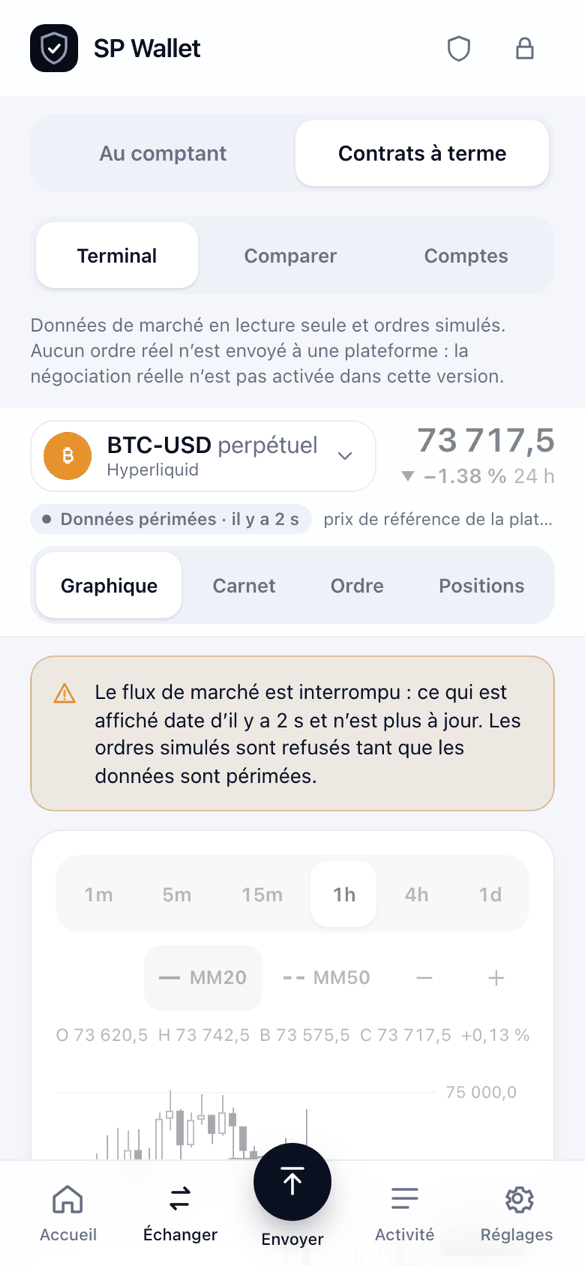 SP Wallet
Au comptant
Contrats à terme
Terminal
Comparer
Comptes
Données de marché en lecture seule et ordres simulés.
Aucun ordre réel n’est envoyé à une plateforme : la
négociation réelle n’est pas activée dans cette version.
BTC-USD perpétuel
Hyperliquid
73 717,5
▼ −1.38 % 24 h
Données périmées · il y a 2 s
prix de référence de la plat…
Graphique
Carnet
Ordre
Positions
Le flux de marché est interrompu : ce qui est
affiché date d’il y a 2 s et n’est plus à jour. Les
ordres simulés sont refusés tant que les
données sont périmées.
1m
5m
15m
1h
4h
1d
MM20
MM50
−
+
O 73 620,5 H 73 742,5 B 73 575,5 C 73 717,5 +0,13 %
75 000,0
Accueil
Échanger
Envoyer
Activité
Réglages